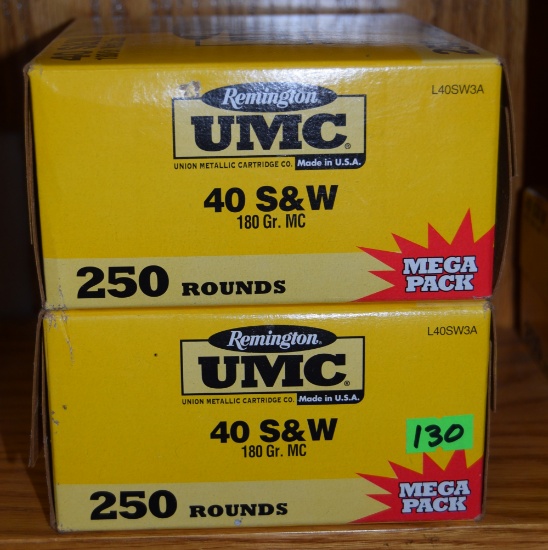 40 S&W
L40SW3A
Remington®
UMC®
UNION METALLIC CARTRIDGE CO. Made in U.S.A.
40 S&W
180 Gr. MC
250 ROUNDS
MEGA
PACK
L40SW3A
Remington®
UMC®
UNION METALLIC CARTRIDGE CO. Made in U.S.A.
40 S&W
180 Gr. MC
130
250 ROUNDS
MEGA
PACK